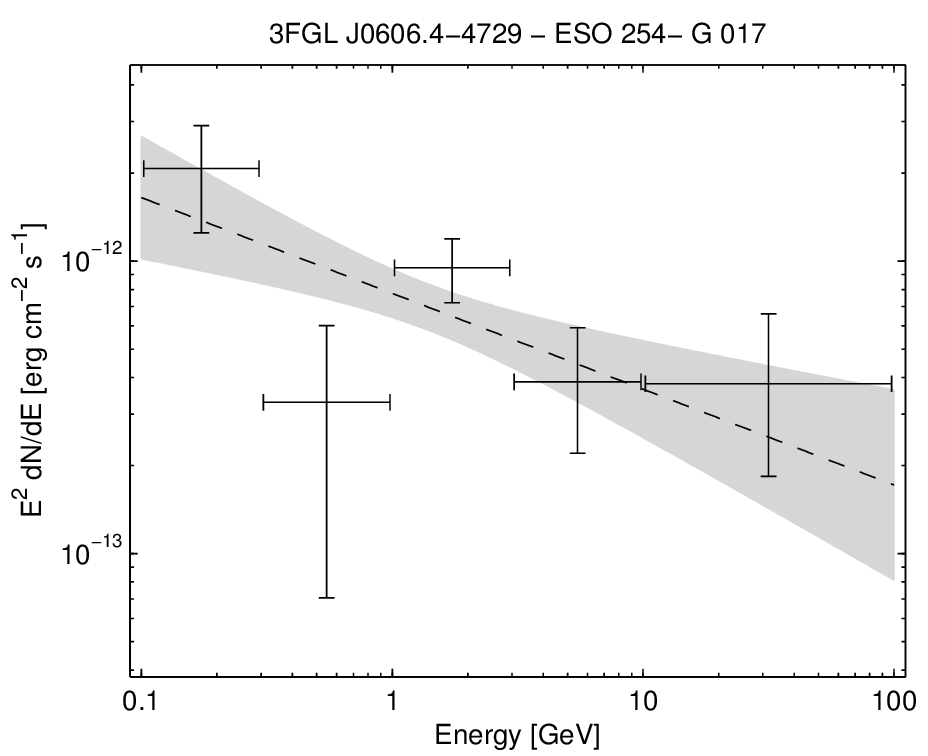 3FGL J0606.4−4729 − ESO 254− G 017
E² dN/dE [erg cm⁻² s⁻¹]
10⁻¹²
10⁻¹³
0.1 1 10 100
Energy [GeV]